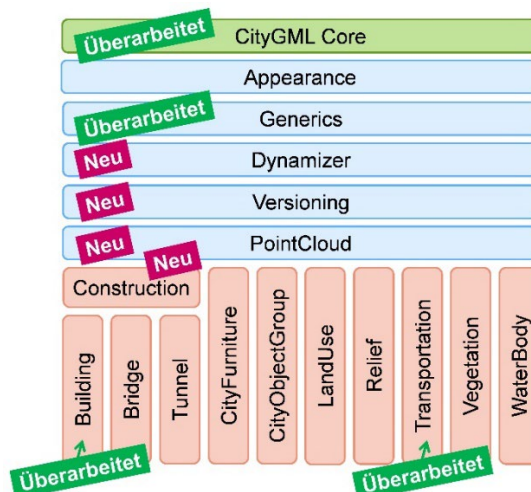 Überarbeitet
CityGML Core
Appearance
Überarbeitet
Generics
Neu
Dynamizer
Neu
Versioning
Neu
PointCloud
Neu
Construction
Building
Bridge
Tunnel
CityFurniture
CityObjectGroup
LandUse
Relief
Transportation
Vegetation
WaterBody
Überarbeitet
Überarbeitet